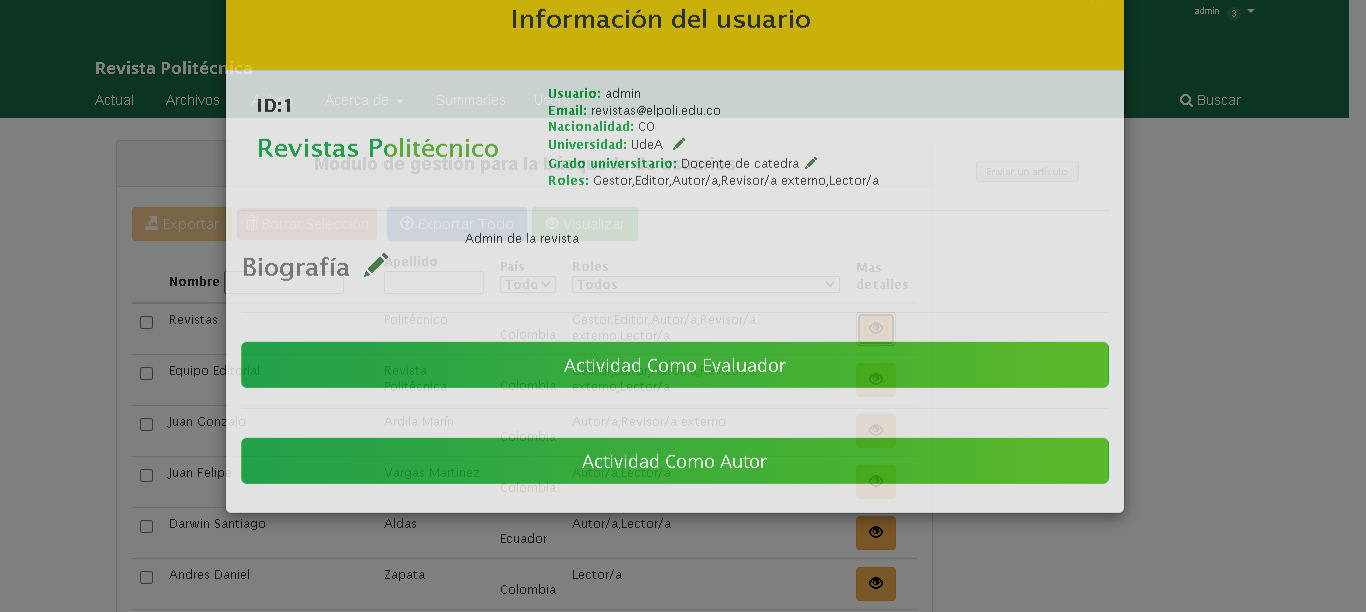 Información del usuario
admin 3
Revista Politécnica
Actual Archivos Acerca de Summaries Users
Buscar
ID:1
Revistas Politécnico
Usuario: admin
Email: revistas@elpoli.edu.co
Nacionalidad: CO
Universidad: UdeA
Grado universitario: Docente de catedra
Roles: Gestor,Editor,Autor/a,Revisor/a externo,Lector/a
Modulo de gestión para la
Enviar un artículo
Exportar Borrar Selección Exportar Todo Visualizar
Admin de la revista
Biografía
Nombre Apellido País Roles Mas detalles
Todo Todos
Revistas Politécnico Colombia Gestor,Editor,Autor/a,Revisor/a externo,Lector/a
Actividad Como Evaluador
Equipo Editorial Revista Politécnica Colombia externo,Lector/a
Juan Gonzalo Ardila Marín Colombia Autor/a,Revisor/a externo
Actividad Como Autor
Juan Felipe Vargas Martínez Colombia Autor/a,Lector/a
Darwin Santiago Aldas Ecuador Autor/a,Lector/a
Andres Daniel Zapata Colombia Lector/a